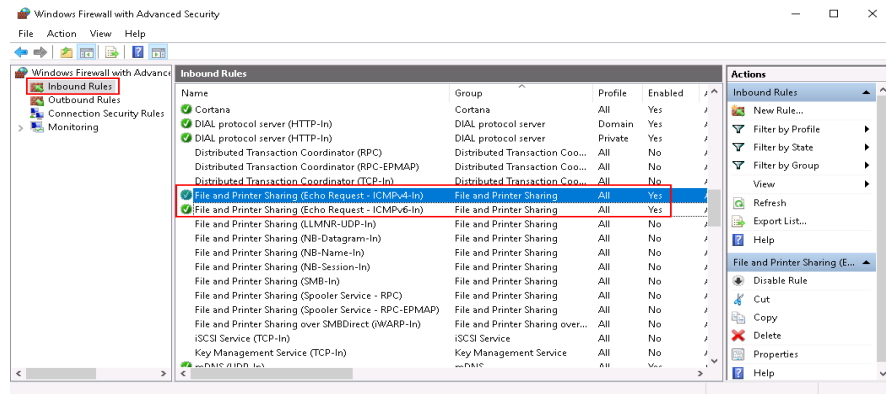 Windows Firewall with Advanced Security
File Action View Help
Windows Firewall with Advance
Inbound Rules
Outbound Rules
Connection Security Rules
Monitoring
Inbound Rules
Name Group Profile Enabled
Cortana Cortana All Yes
DIAL protocol server (HTTP-In) DIAL protocol server Domain Yes
DIAL protocol server (HTTP-In) DIAL protocol server Private Yes
Distributed Transaction Coordinator (RPC) Distributed Transaction Coo... All No
Distributed Transaction Coordinator (RPC-EPMAP) Distributed Transaction Coo... All No
Distributed Transaction Coordinator (TCP-In) Distributed Transaction Coo... All No
File and Printer Sharing (Echo Request - ICMPv4-In) File and Printer Sharing All Yes
File and Printer Sharing (Echo Request - ICMPv6-In) File and Printer Sharing All Yes
File and Printer Sharing (LLMNR-UDP-In) File and Printer Sharing All No
File and Printer Sharing (NB-Datagram-In) File and Printer Sharing All No
File and Printer Sharing (NB-Name-In) File and Printer Sharing All No
File and Printer Sharing (NB-Session-In) File and Printer Sharing All No
File and Printer Sharing (SMB-In) File and Printer Sharing All No
File and Printer Sharing (Spooler Service - RPC) File and Printer Sharing All No
File and Printer Sharing (Spooler Service - RPC-EPMAP) File and Printer Sharing All No
File and Printer Sharing over SMBDirect (iWARP-In) File and Printer Sharing over... All No
iSCSI Service (TCP-In) iSCSI Service All No
Key Management Service (TCP-In) Key Management Service All No
mDNS (UDP-In) mDNS All Yes
Actions
Inbound Rules
New Rule...
Filter by Profile
Filter by State
Filter by Group
View
Refresh
Export List...
Help
File and Printer Sharing (E...
Disable Rule
Cut
Copy
Delete
Properties
Help